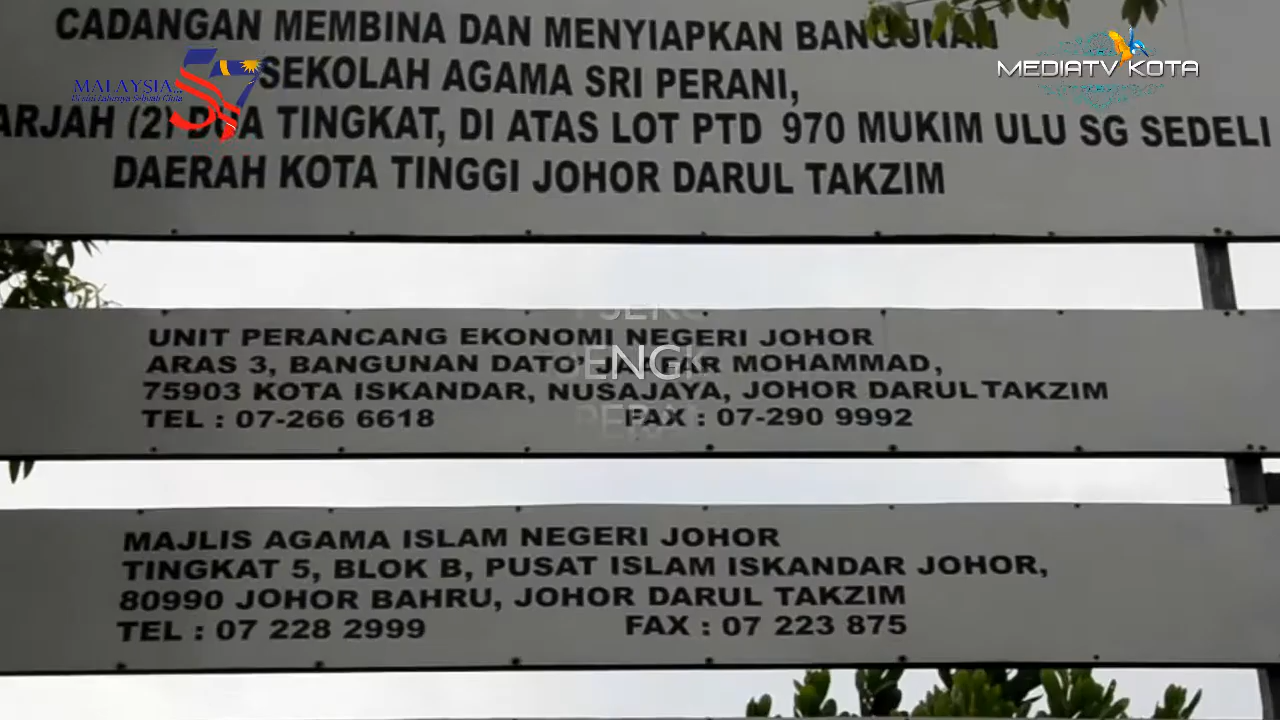 CADANGAN MEMBINA DAN MENYIAPKAN BANGUNAN
SEKOLAH AGAMA SRI PERANI,
ARJAH (2) DUA TINGKAT, DI ATAS LOT PTD 970 MUKIM ULU SG SEDELI
DAERAH KOTA TINGGI JOHOR DARUL TAKZIM
MALAYSIA
57
MEDIATV KOTA
UNIT PERANCANG EKONOMI NEGERI JOHOR
ARAS 3, BANGUNAN DATO' JAAFAR MOHAMMAD,
75903 KOTA ISKANDAR, NUSAJAYA, JOHOR DARUL TAKZIM
TEL : 07-266 6618 FAX : 07-290 9992
MAJLIS AGAMA ISLAM NEGERI JOHOR
TINGKAT 5, BLOK B, PUSAT ISLAM ISKANDAR JOHOR,
80990 JOHOR BAHRU, JOHOR DARUL TAKZIM
TEL : 07 228 2999 FAX : 07 223 875